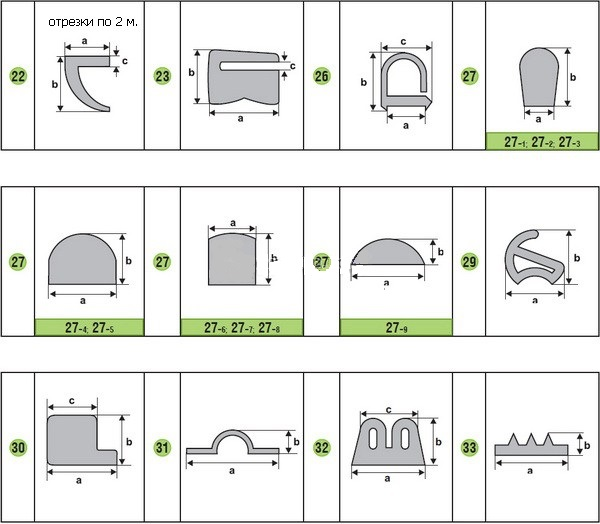 отрезки по 2 м.
22 a b c
23 a b c
26 a b c
27 a b
27-1; 27-2; 27-3
27 a b
27 a b
27 a b
29 a b
27-4; 27-5
27-6; 27-7; 27-8
27-9
30 a b c
31 a b
32 a b c
33 a b